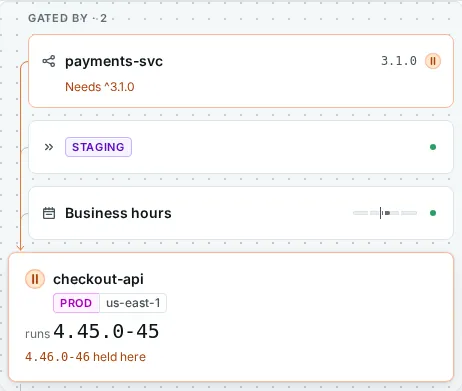 GATED BY · 2
payments-svc 3.1.0
Needs ^3.1.0
STAGING
Business hours
checkout-api
PROD us-east-1
runs 4.45.0-45
4.46.0-46 held here